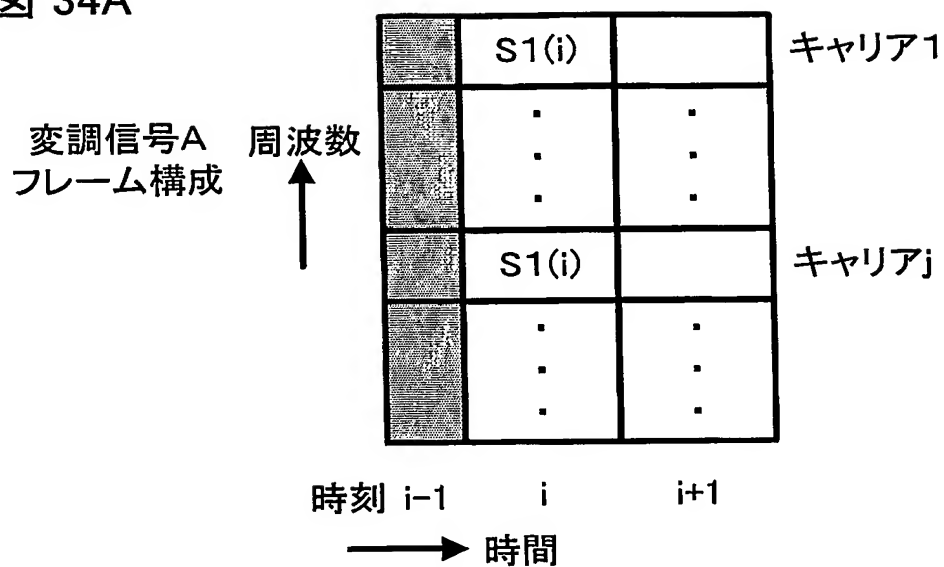 図 34A
S1(i) キャリア1
変調信号A
フレーム構成
周波数
S1(i) キャリアj
時刻 i-1 i i+1
時間